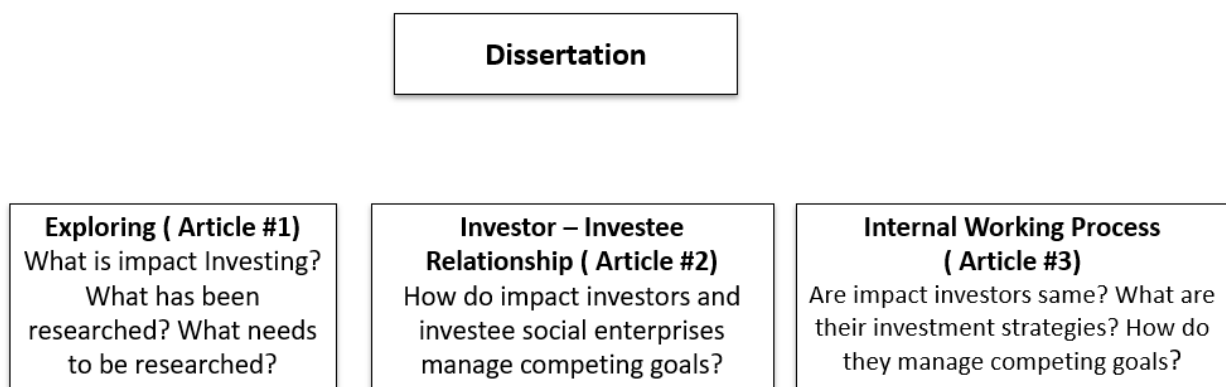 Dissertation
Exploring ( Article #1)
What is impact Investing?
What has been
researched? What needs
to be researched?
Investor – Investee
Relationship ( Article #2)
How do impact investors and
investee social enterprises
manage competing goals?
Internal Working Process
( Article #3)
Are impact investors same? What are
their investment strategies? How do
they manage competing goals?